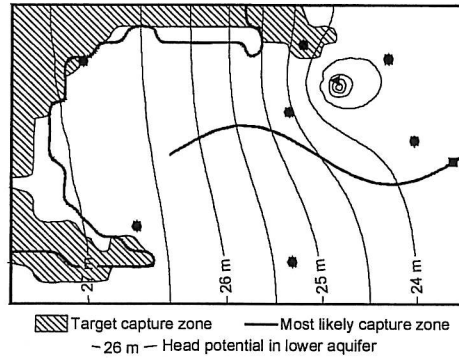 26 m
25 m
24
Target capture zone
Most likely capture zone
- 26 m - Head potential in lower aquifer